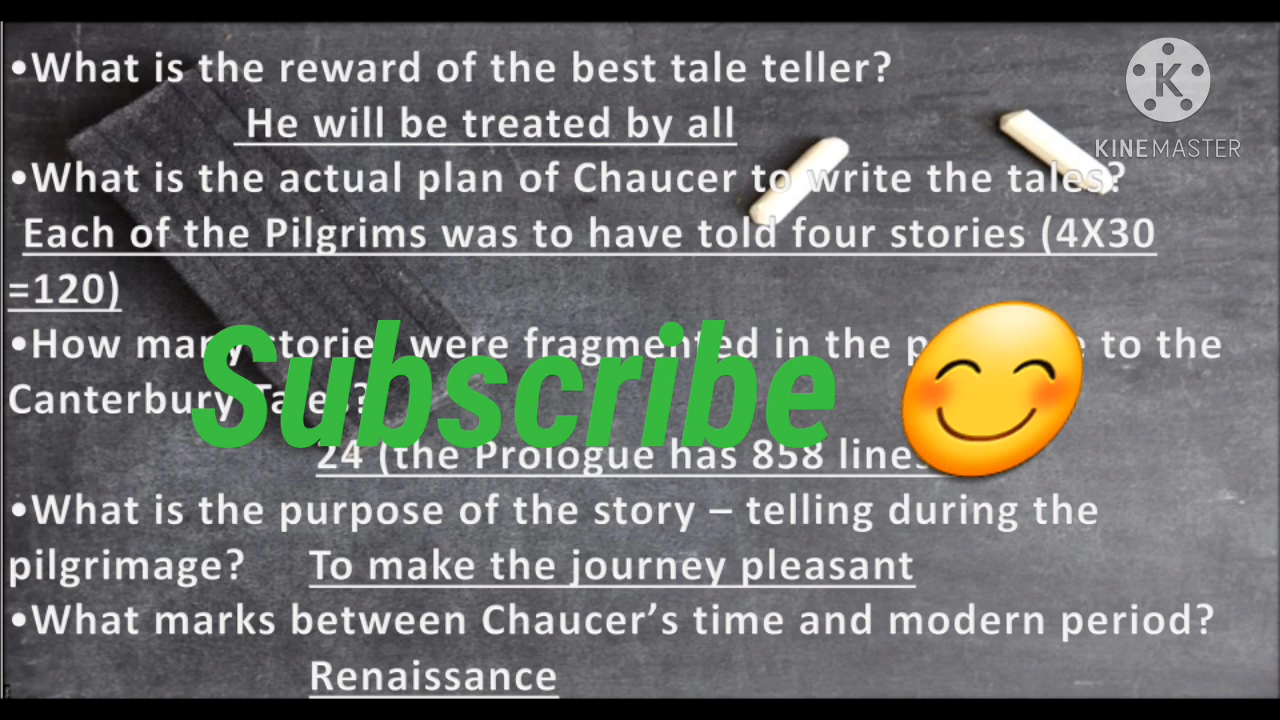 •What is the reward of the best tale teller?
He will be treated by all
•What is the actual plan of Chaucer to write the tales?
Each of the Pilgrims was to have told four stories (4X30
=120)
•How many stories were fragmented in the to the
Canterbury Tales?
24 (the Prologue has 858 lines
•What is the purpose of the story – telling during the
pilgrimage? To make the journey pleasant
•What marks between Chaucer’s time and modern period?
Renaissance
Subscribe
K
KINEMASTER